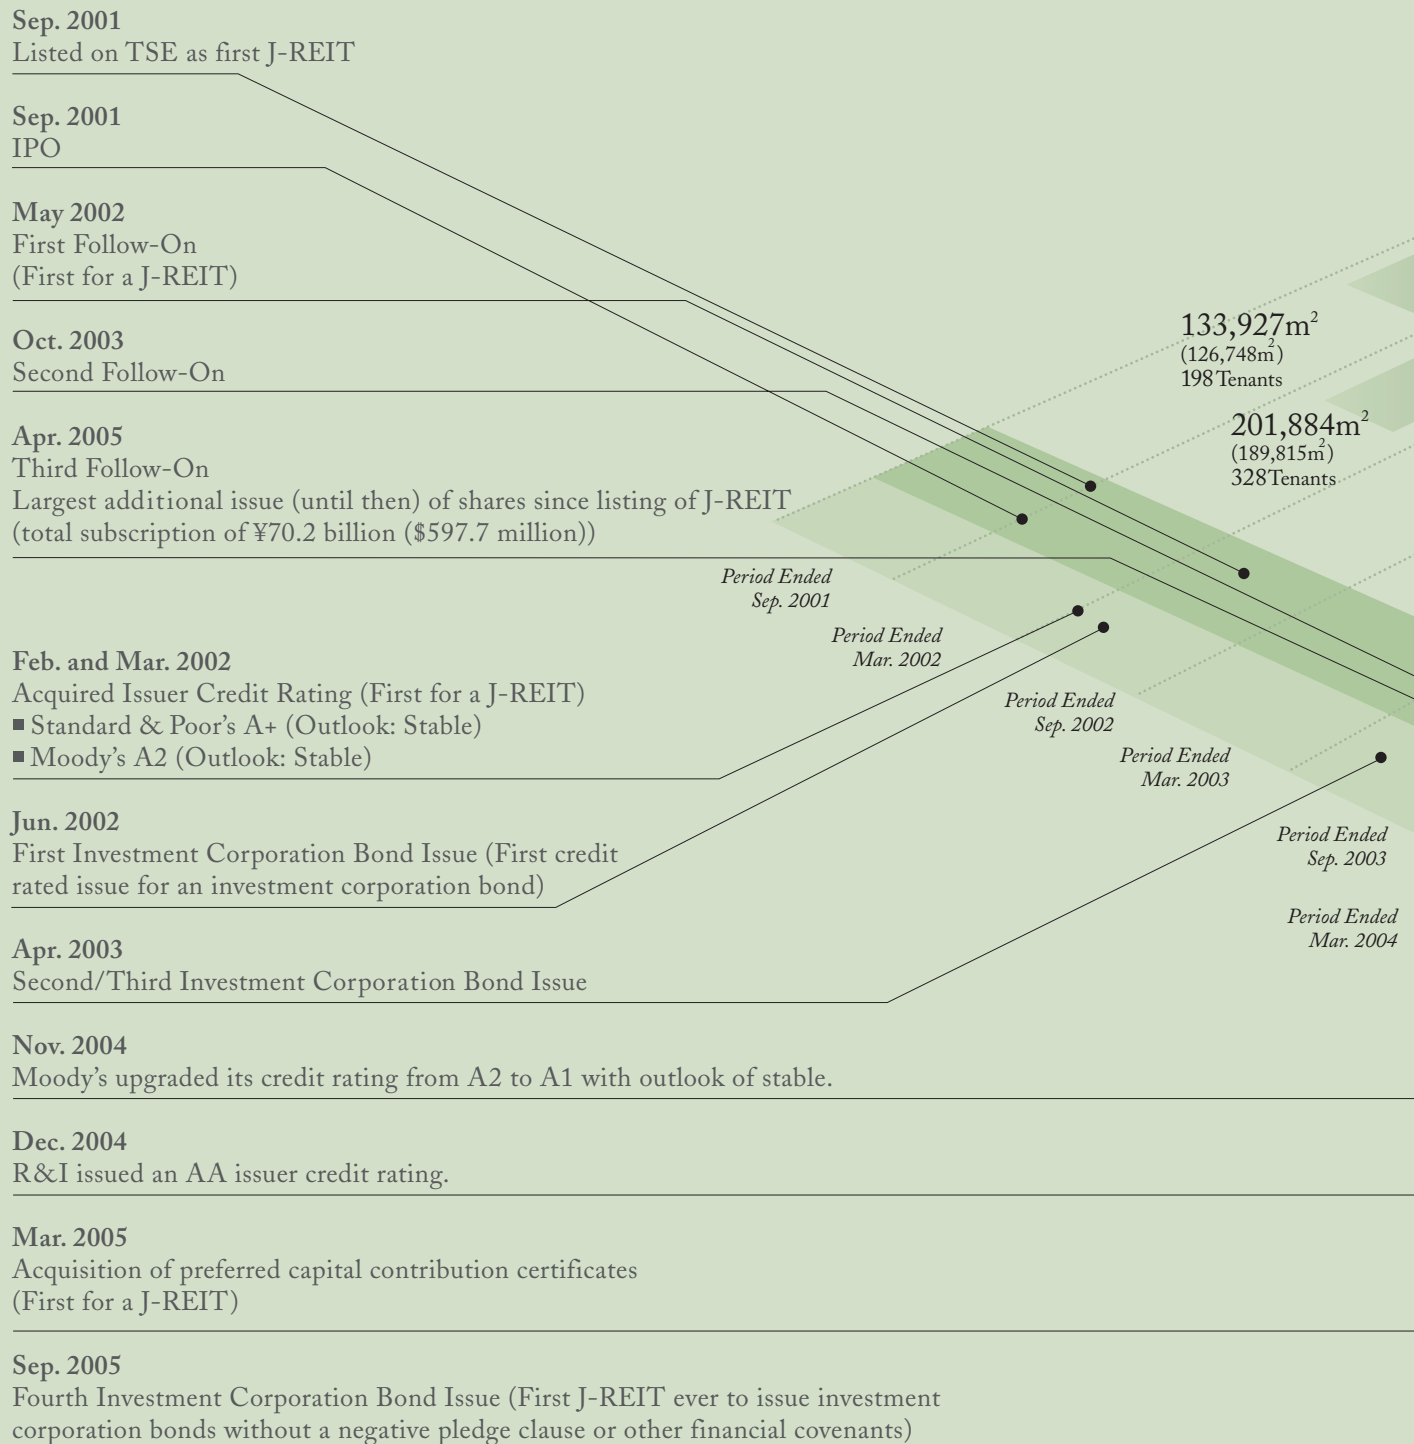 Sep. 2001
Listed on TSE as first J-REIT
Sep. 2001
IPO
May 2002
First Follow-On
(First for a J-REIT)
Oct. 2003
Second Follow-On
Apr. 2005
Third Follow-On
Largest additional issue (until then) of shares since listing of J-REIT
(total subscription of ¥70.2 billion ($597.7 million))
133,927m²
(126,748m²)
198 Tenants
201,884m²
(189,815m²)
328Tenants
Period Ended
Sep. 2001
Period Ended
Mar. 2002
Period Ended
Sep. 2002
Period Ended
Mar. 2003
Period Ended
Sep. 2003
Period Ended
Mar. 2004
Feb. and Mar. 2002
Acquired Issuer Credit Rating (First for a J-REIT)
■ Standard & Poor’s A+ (Outlook: Stable)
■ Moody’s A2 (Outlook: Stable)
Jun. 2002
First Investment Corporation Bond Issue (First credit
rated issue for an investment corporation bond)
Apr. 2003
Second/Third Investment Corporation Bond Issue
Nov. 2004
Moody’s upgraded its credit rating from A2 to A1 with outlook of stable.
Dec. 2004
R&I issued an AA issuer credit rating.
Mar. 2005
Acquisition of preferred capital contribution certificates
(First for a J-REIT)
Sep. 2005
Fourth Investment Corporation Bond Issue (First J-REIT ever to issue investment
corporation bonds without a negative pledge clause or other financial covenants)